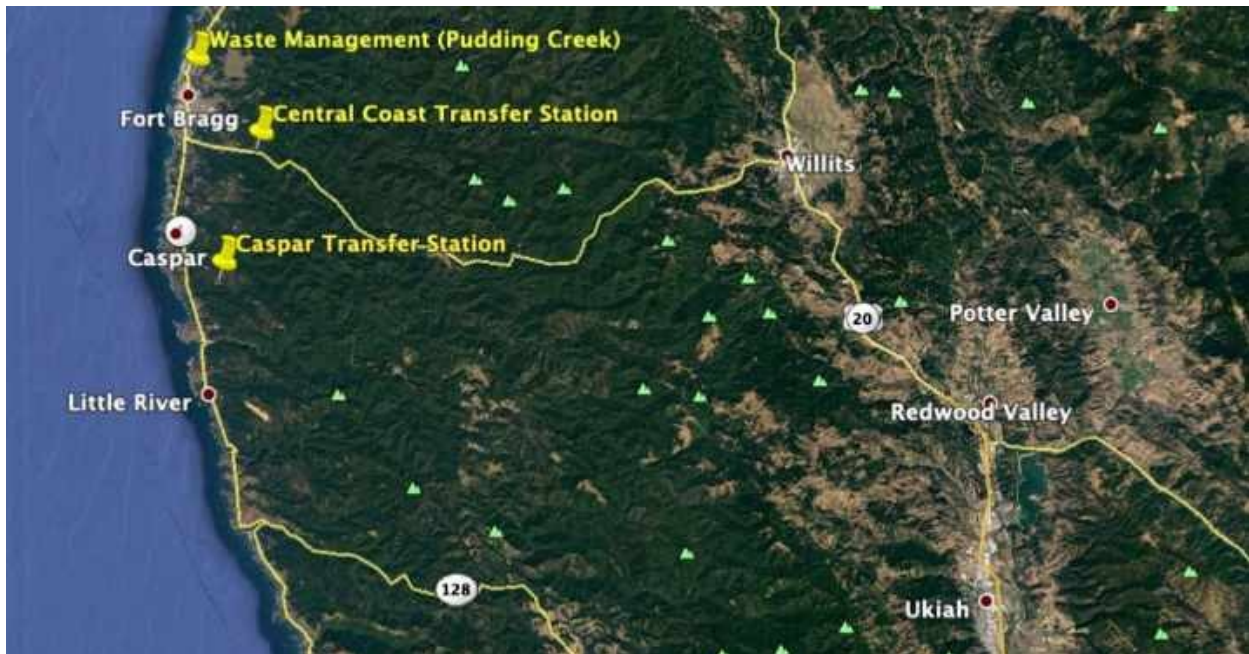 Waste Management (Pudding Creek)
Fort Bragg
Central Coast Transfer Station
Willits
Caspar Transfer Station
Caspar
20
Potter Valley
Little River
Redwood Valley
128
Ukiah